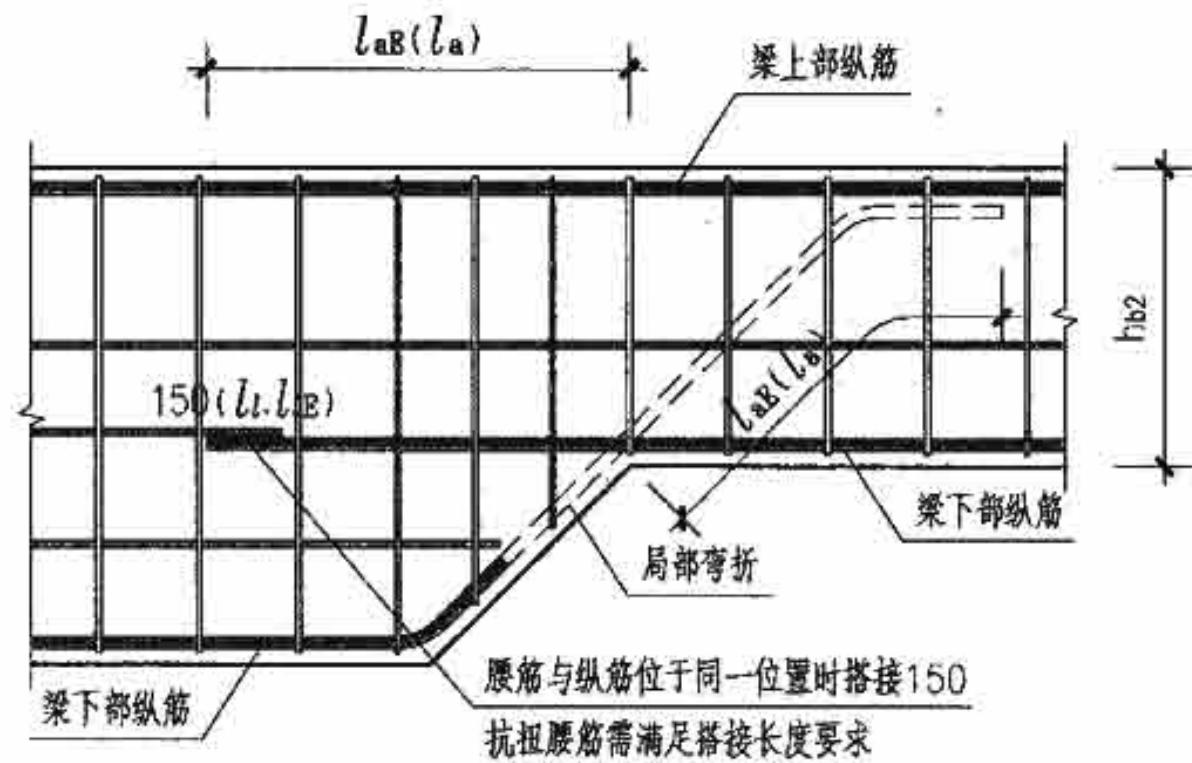 laE(la)
梁上部纵筋
hb2
150(ll.llE)
laE(la)
梁下部纵筋
局部弯折
腰筋与纵筋位于同一位置时搭接150
梁下部纵筋
抗扭腰筋需满足搭接长度要求